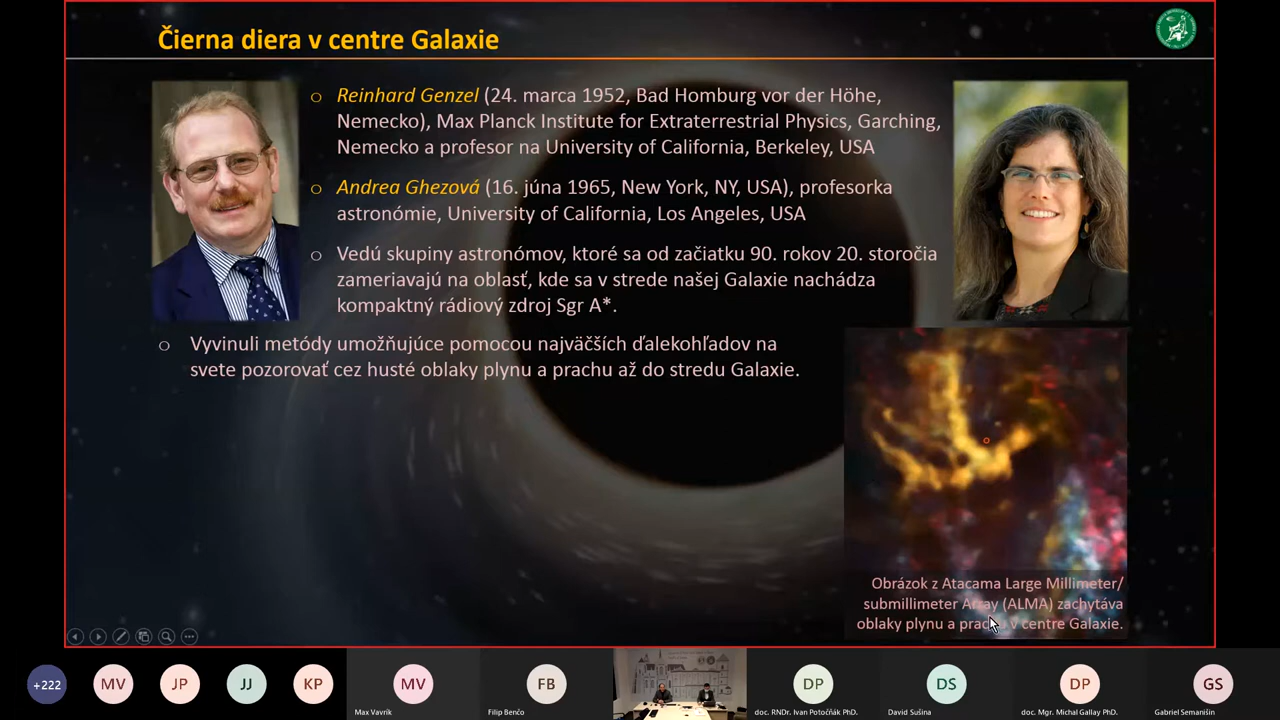 Čierna diera v centre Galaxie
Reinhard Genzel (24. marca 1952, Bad Homburg vor der Höhe,
Nemecko), Max Planck Institute for Extraterrestrial Physics, Garching,
Nemecko a profesor na University of California, Berkeley, USA
Andrea Ghezová (16. júna 1965, New York, NY, USA), profesorka
astronómie, University of California, Los Angeles, USA
Vedú skupiny astronómov, ktoré sa od začiatku 90. rokov 20. storočia
zameriavajú na oblasť, kde sa v strede našej Galaxie nachádza
kompaktný rádiový zdroj Sgr A*.
Vyvinuli metódy umožňujúce pomocou najväčších ďalekohľadov na
svete pozorovať cez husté oblaky plynu a prachu až do stredu Galaxie.
Obrázok z Atacama Large Millimeter/
submillimeter Array (ALMA) zachytáva
oblaky plynu a prachu v centre Galaxie.
+222
MV
JP
JJ
KP
MV
FB
DP
DS
DP
GS
Max Vavrík
Filip Benčo
doc. RNDr. Ivan Potočňák PhD.
David Sušina
doc. Mgr. Michal Gallay PhD.
Gabriel Semanišin